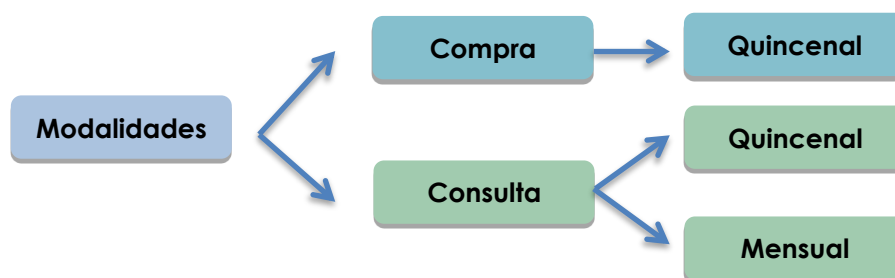 Modalidades
Compra
Quincenal
Consulta
Quincenal
Mensual